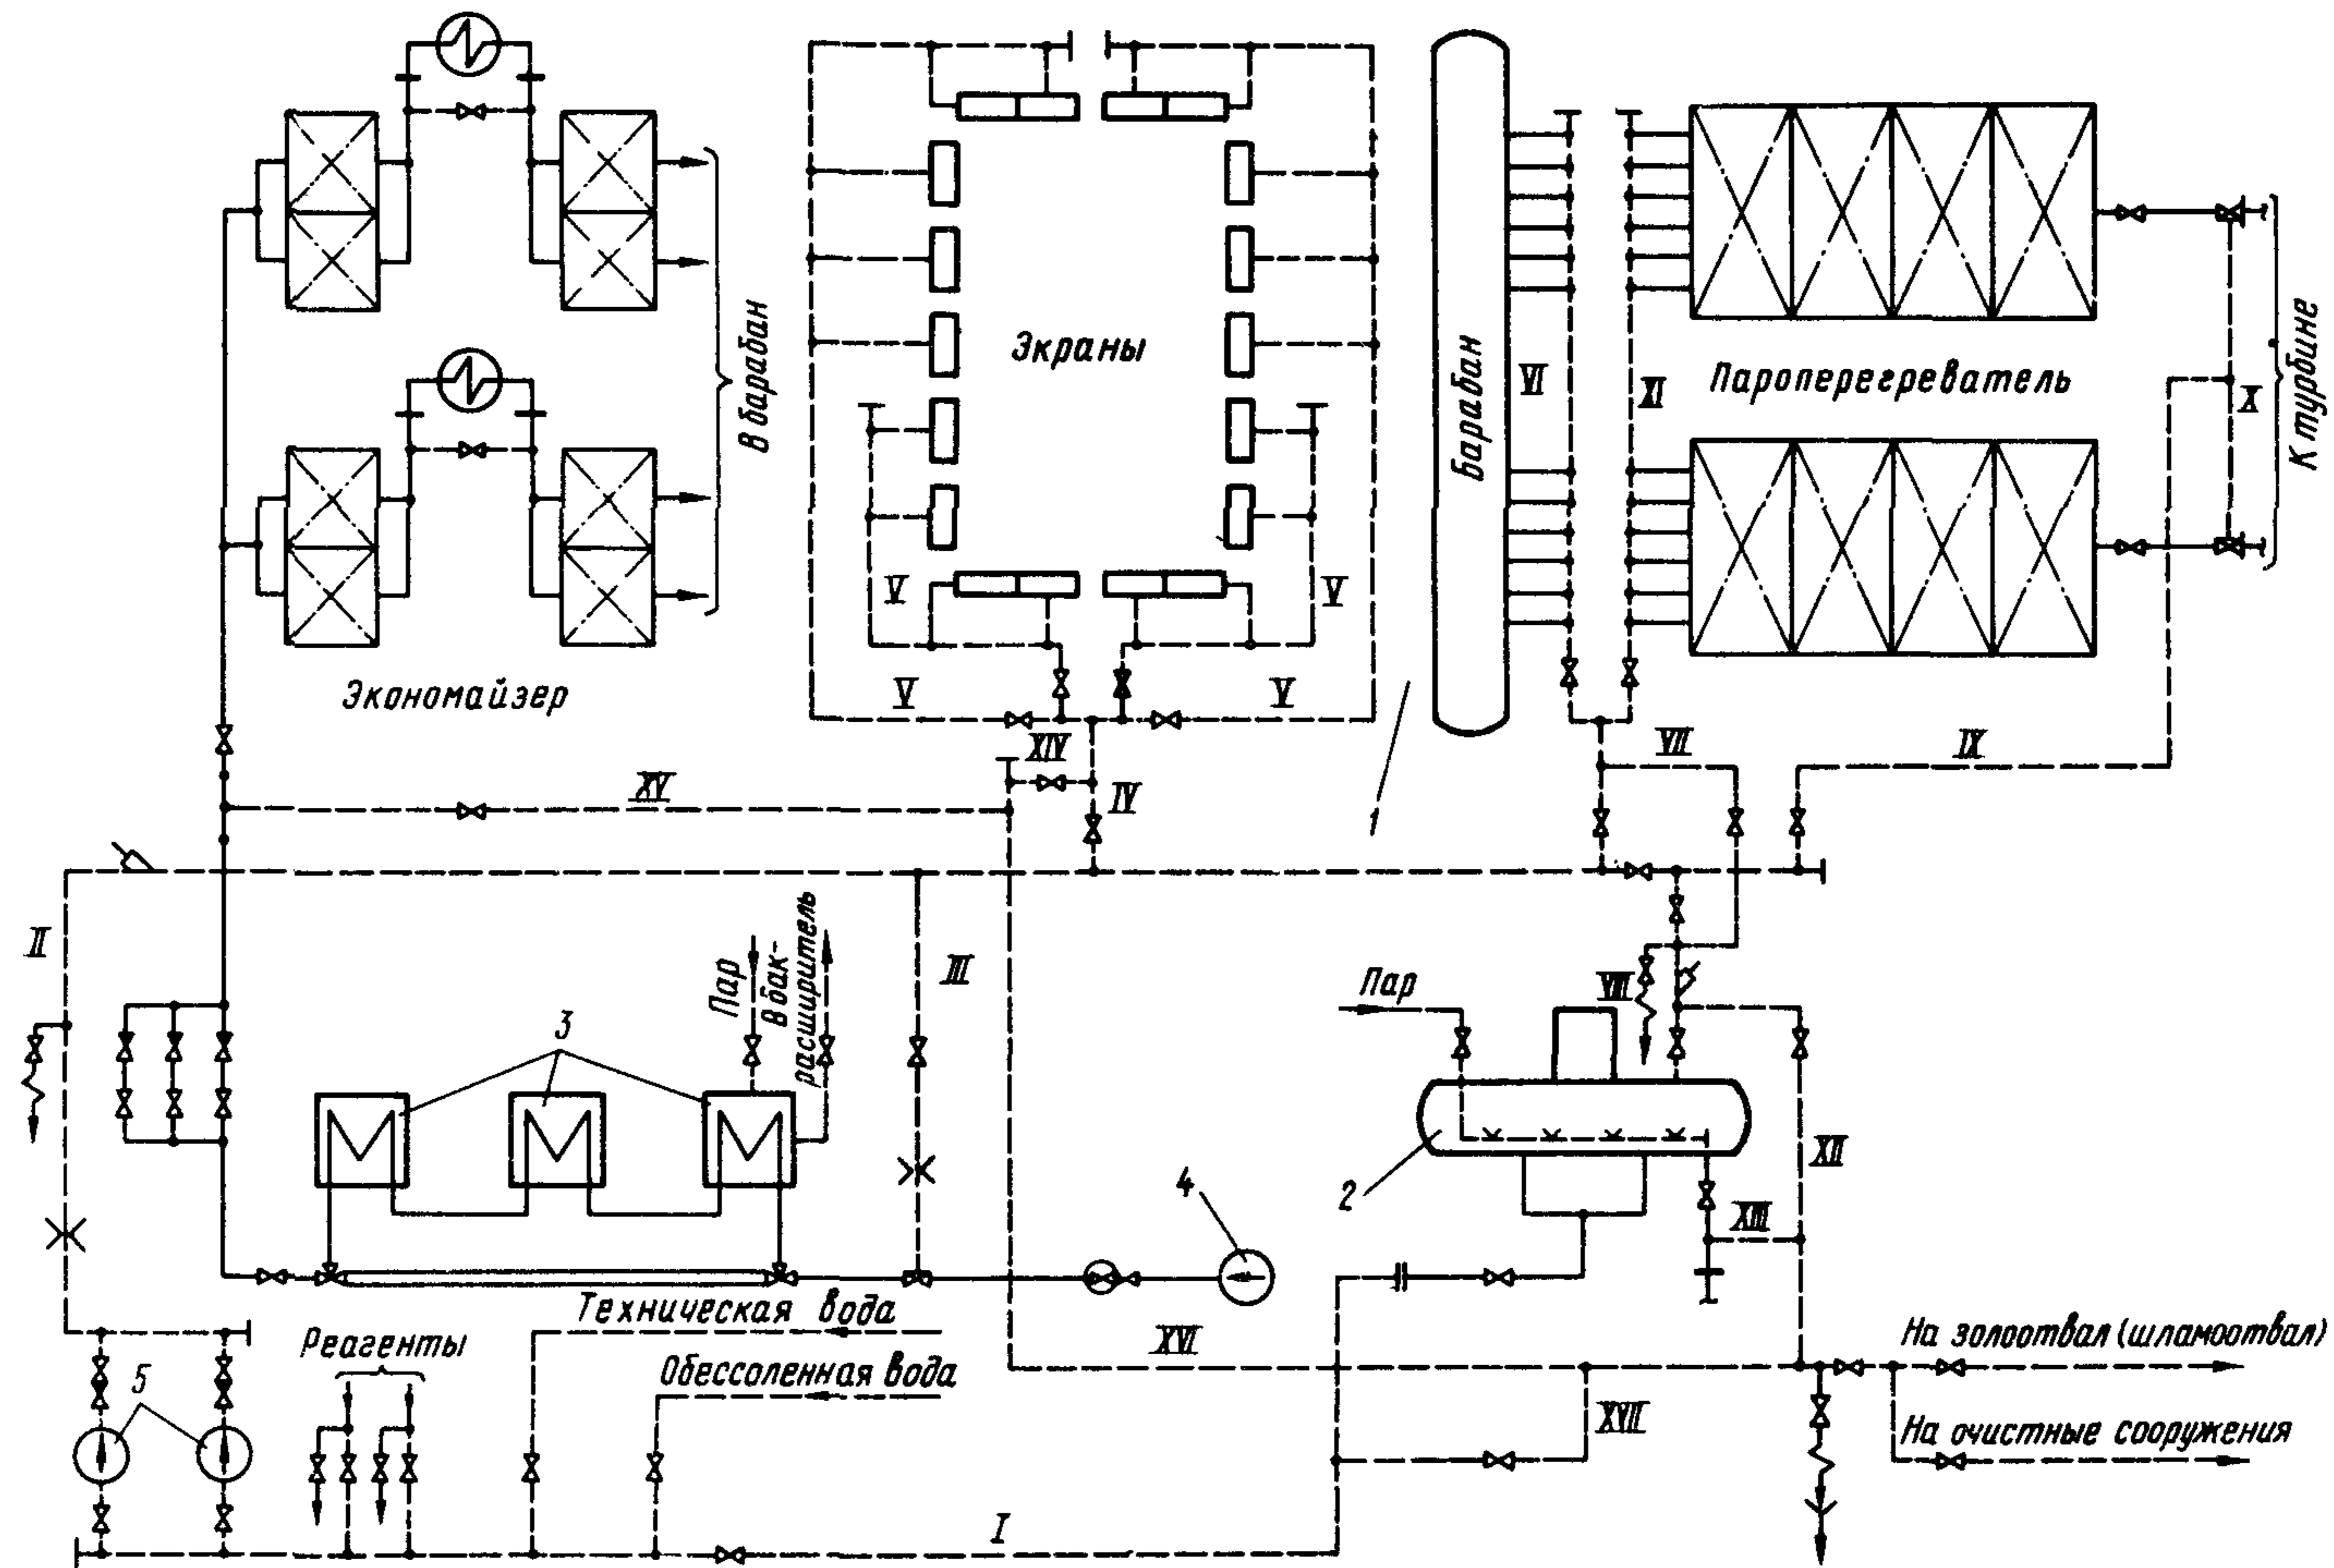 В барабан
Экраны
Барабан
Пароперегреватель
К турбине
Экономайзер
VI
XI
X
V
V
V
V
XIV
XV
IV
VII
IX
1
II
III
Пар
В бак-
расширитель
3
Пар
VIII
2
XII
XIII
4
Техническая вода
Реагенты
Обессоленная вода
5
XVI
На золоотвал (шламоотвал)
XVII
На очистные сооружения
I